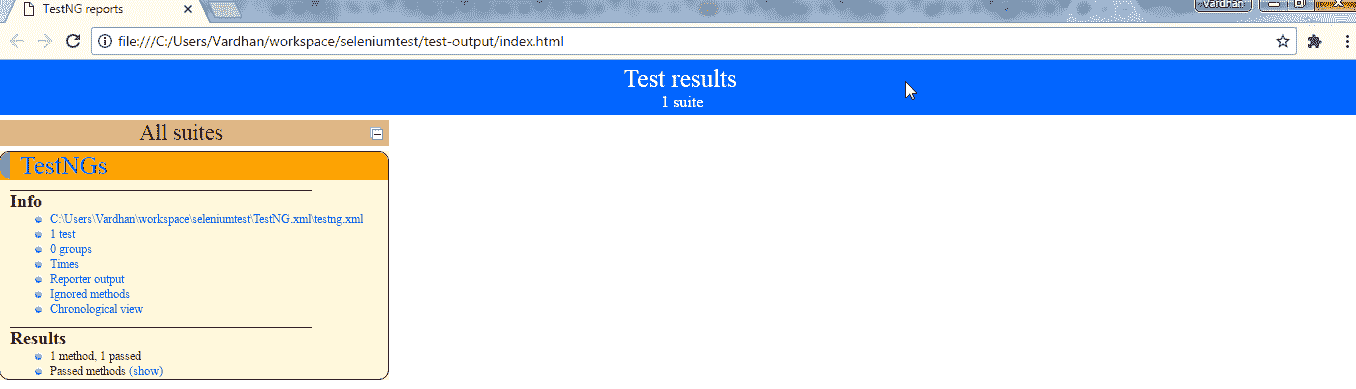 TestNG reports
Vardhan
file:///C:/Users/Vardhan/workspace/seleniumtest/test-output/index.html
Test results
1 suite
All suites
TestNGs
Info
C:\Users\Vardhan\workspace\seleniumtest\TestNG.xml\testng.xml
1 test
0 groups
Times
Reporter output
Ignored methods
Chronological view
Results
1 method, 1 passed
Passed methods (show)